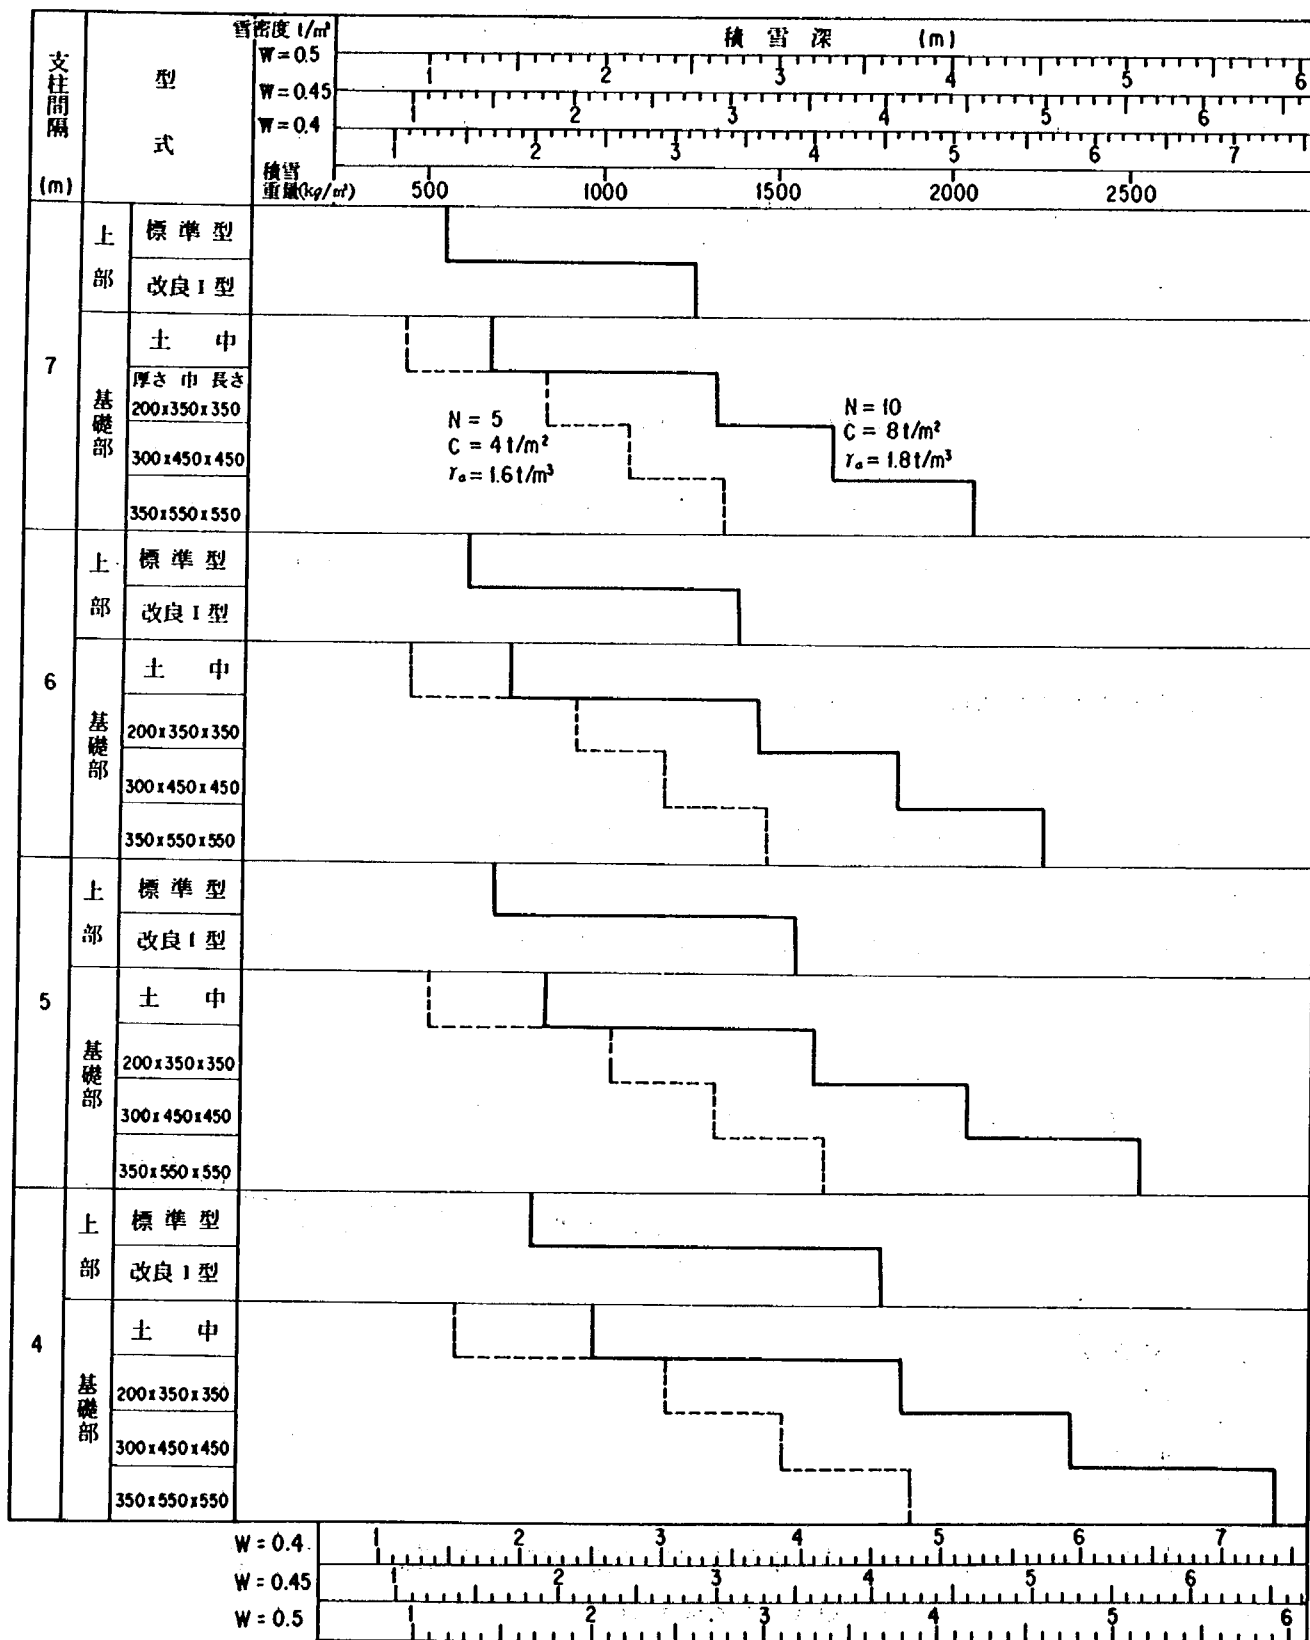 支柱間隔
(m)
型
式
雪密度 t/m³
積雪深 (m)
W=0.5
1 2 3 4 5 6
W=0.45
1 2 3 4 5 6
W=0.4
1 2 3 4 5 6 7
積雪
重量(kg/m²)
500 1000 1500 2000 2500
7
上部
標準型
改良I型
基礎部
土中
厚さ 巾 長さ
200x350x350
300x450x450
350x550x550
N = 5
C = 4t/m²
γa = 1.6t/m³
N = 10
C = 8t/m²
γa = 1.8t/m³
6
上部
標準型
改良I型
基礎部
土中
200x350x350
300x450x450
350x550x550
5
上部
標準型
改良I型
基礎部
土中
200x350x350
300x450x450
350x550x550
4
上部
標準型
改良I型
基礎部
土中
200x350x350
300x450x450
350x550x550
W = 0.4
1 2 3 4 5 6 7
W = 0.45
1 2 3 4 5 6
W = 0.5
1 2 3 4 5 6